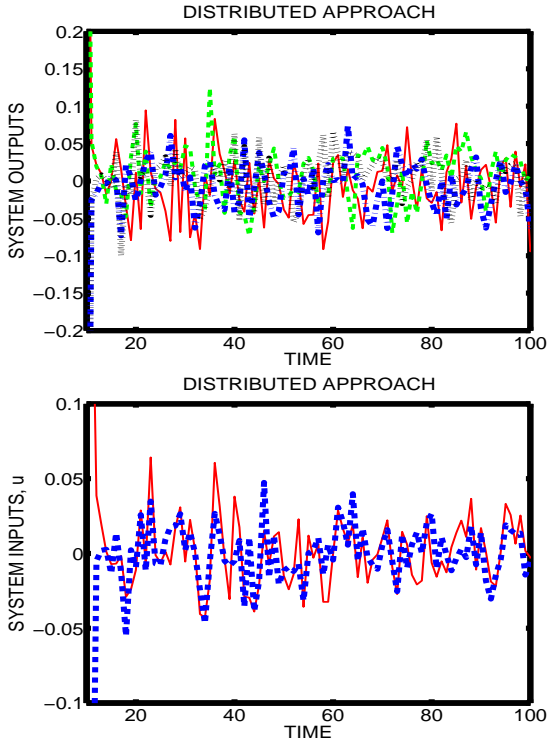 DISTRIBUTED APPROACH
SYSTEM OUTPUTS
0.2
0.15
0.1
0.05
0
−0.05
−0.1
−0.15
−0.2
20 40 60 80 100
TIME
DISTRIBUTED APPROACH
SYSTEM INPUTS, u
0.1
0.05
0
−0.05
−0.1
20 40 60 80 100
TIME